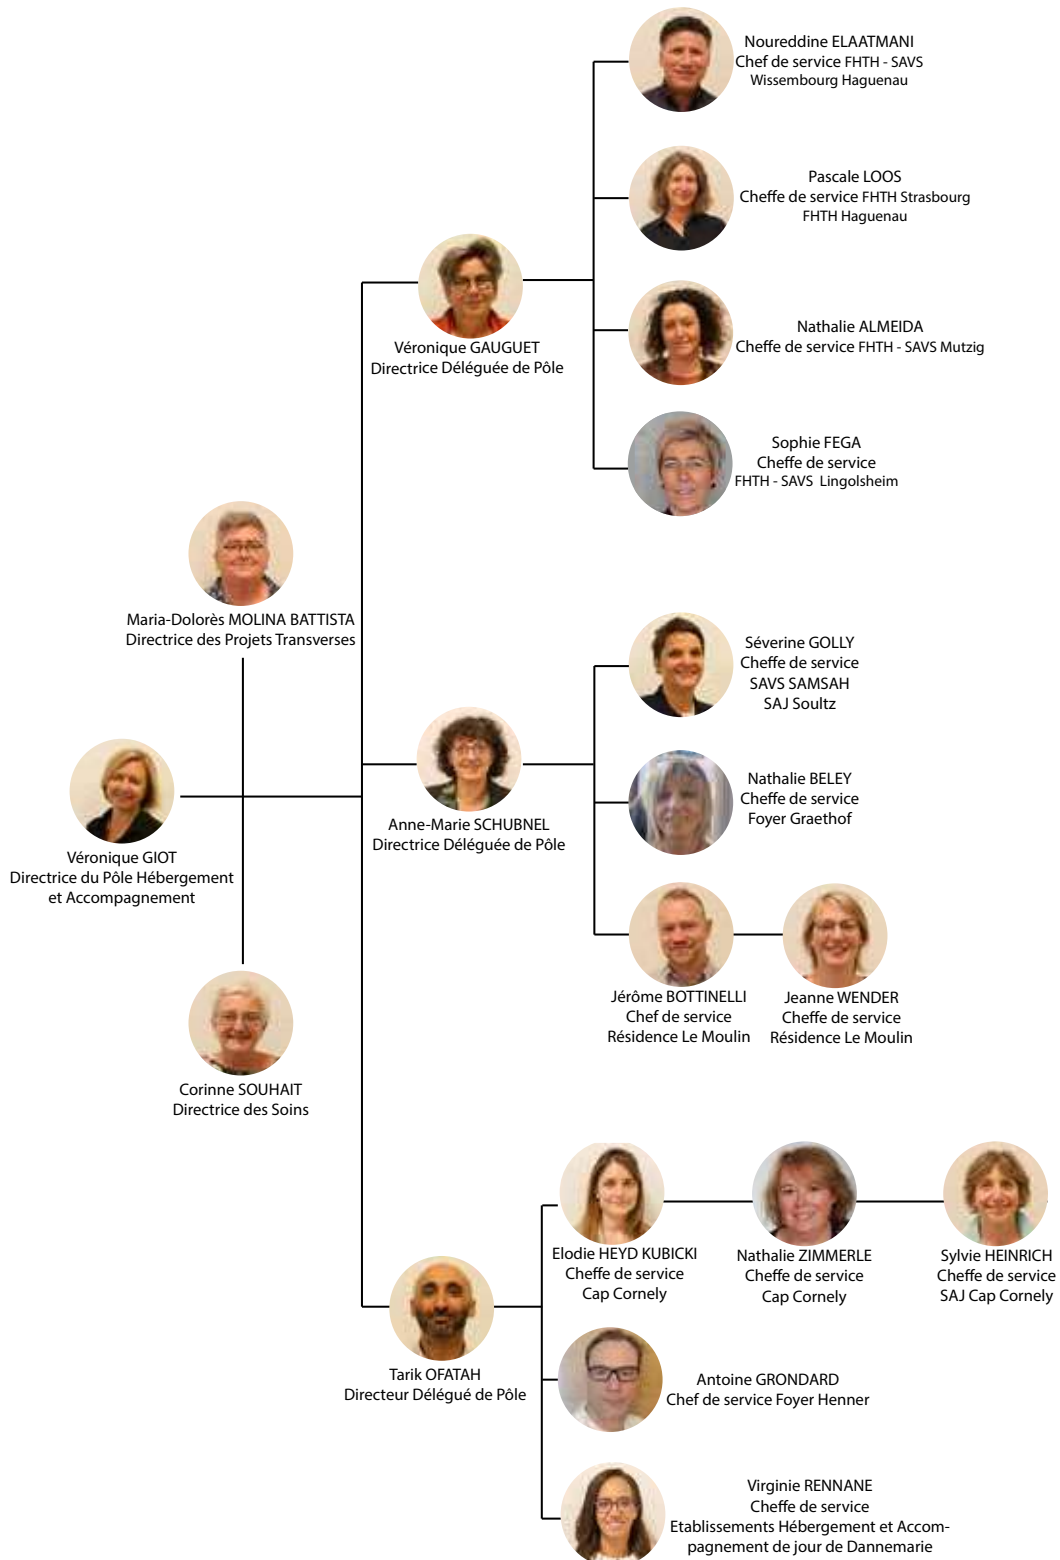 Noureddine ELAATMANI
Chef de service FHTH - SAVS
Wissembourg Haguenau
Pascale LOOS
Cheffe de service FHTH Strasbourg
FHTH Haguenau
Véronique GAUGUET
Directrice Déléguée de Pôle
Nathalie ALMEIDA
Cheffe de service FHTH - SAVS Mutzig
Sophie FEGA
Cheffe de service
FHTH - SAVS Lingolsheim
Maria-Dolorès MOLINA BATTISTA
Directrice des Projets Transverses
Séverine GOLLY
Cheffe de service
SAVS SAMSAH
SAJ Soultz
Véronique GIOT
Directrice du Pôle Hébergement
et Accompagnement
Anne-Marie SCHUBNEL
Directrice Déléguée de Pôle
Nathalie BELEY
Cheffe de service
Foyer Graethof
Jérôme BOTTINELLI
Chef de service
Résidence Le Moulin
Jeanne WENDER
Cheffe de service
Résidence Le Moulin
Corinne SOUHAIT
Directrice des Soins
Elodie HEYD KUBICKI
Cheffe de service
Cap Cornely
Nathalie ZIMMERLE
Cheffe de service
Cap Cornely
Sylvie HEINRICH
Cheffe de service
SAJ Cap Cornely
Tarik OFATAH
Directeur Délégué de Pôle
Antoine GRONDARD
Chef de service Foyer Henner
Virginie RENNANE
Cheffe de service
Etablissements Hébergement et Accom-
pagnement de jour de Dannemarie